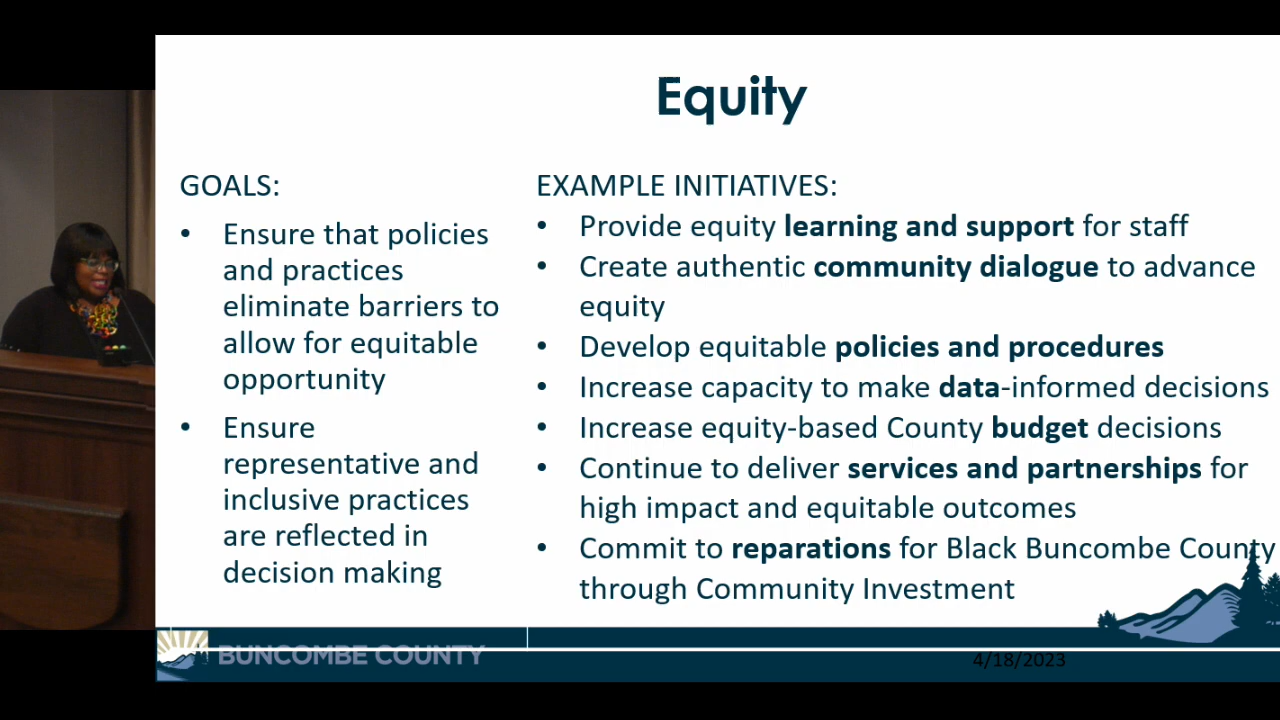 Equity
GOALS:
• Ensure that policies
and practices
eliminate barriers to
allow for equitable
opportunity
• Ensure
representative and
inclusive practices
are reflected in
decision making
EXAMPLE INITIATIVES:
• Provide equity learning and support for staff
• Create authentic community dialogue to advance
equity
• Develop equitable policies and procedures
• Increase capacity to make data-informed decisions
• Increase equity-based County budget decisions
• Continue to deliver services and partnerships for
high impact and equitable outcomes
• Commit to reparations for Black Buncombe County
through Community Investment
BUNCOMBE COUNTY
4/18/2023